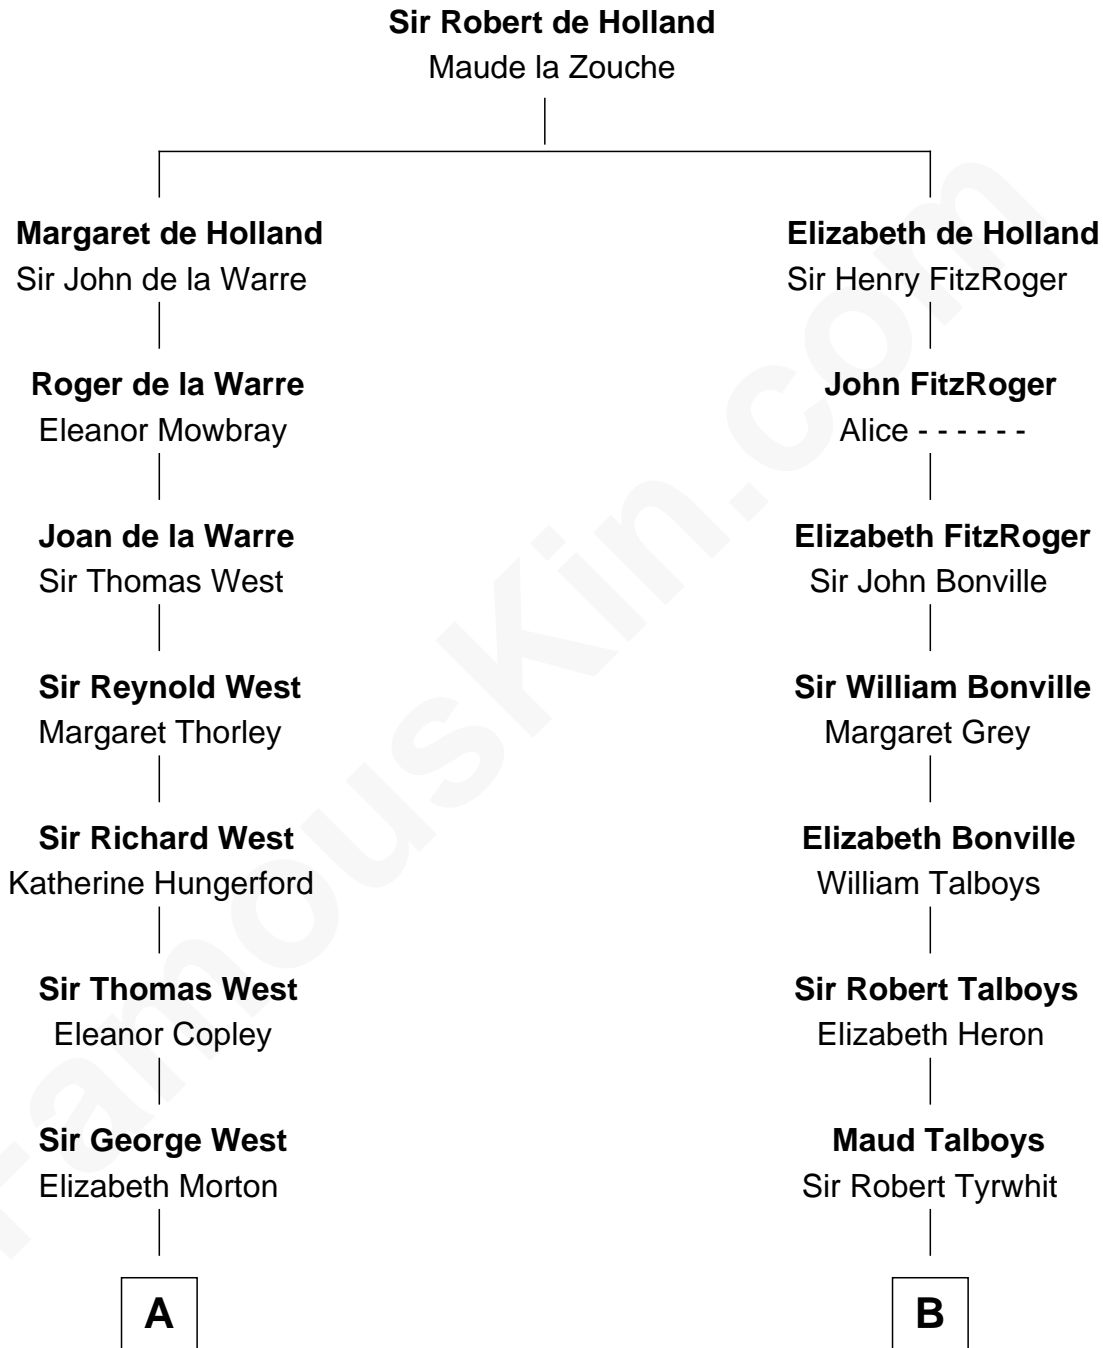 Sir Robert de Holland
Maude la Zouche
Margaret de Holland
Sir John de la Warre
Elizabeth de Holland
Sir Henry FitzRoger
Roger de la Warre
Eleanor Mowbray
John FitzRoger
Alice - - - - - -
Joan de la Warre
Sir Thomas West
Elizabeth FitzRoger
Sir John Bonville
Sir Reynold West
Margaret Thorley
Sir William Bonville
Margaret Grey
Sir Richard West
Katherine Hungerford
Elizabeth Bonville
William Talboys
Sir Thomas West
Eleanor Copley
Sir Robert Talboys
Elizabeth Heron
Sir George West
Elizabeth Morton
Maud Talboys
Sir Robert Tyrwhit
A
B
FamousKin.com